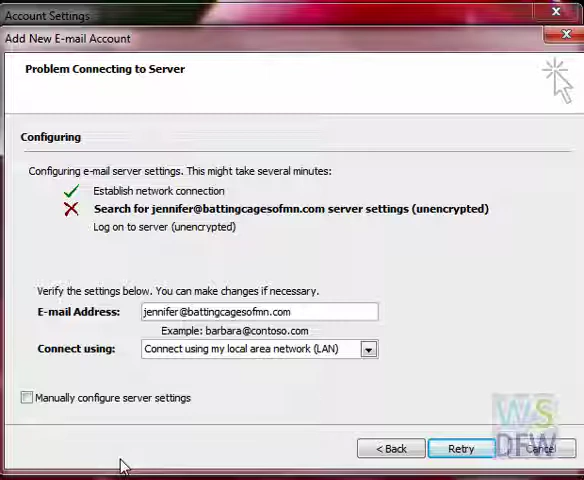 Account Settings
Add New E-mail Account
Problem Connecting to Server
Configuring
Configuring e-mail server settings. This might take several minutes:
Establish network connection
Search for jennifer@battingcagesofmn.com server settings (unencrypted)
Log on to server (unencrypted)
Verify the settings below. You can make changes if necessary.
E-mail Address: jennifer@battingcagesofmn.com
Example: barbara@contoso.com
Connect using: Connect using my local area network (LAN)
Manually configure server settings
WS
DFW
< Back Retry Cancel